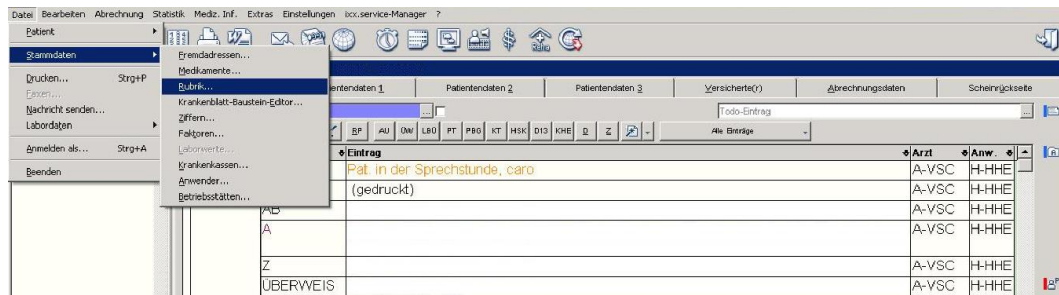 Datei Bearbeiten Abrechnung Statistik Mediz. Inf. Extras Einstellungen ixx.service-Manager ?
Patient
Stammdaten
Drucken... Strg+P
Faxen...
Nachricht senden...
Labordaten
Anmelden als... Strg+A
Beenden
Fremdadressen...
Medikamente...
Rubrik...
Krankenblatt-Baustein-Editor...
Ziffern...
Faktoren...
Laborwerte...
Krankenkassen...
Anwender...
Betriebsstätten...
entendaten 1 Patientendaten 2 Patientendaten 3 Versicherte(r) Abrechnungsdaten Scheinrückseite
... Todo-Eintrag ...
RP AU ÜW LBÜ PT PBG KT HSK D13 KHE D Z Alle Einträge
Eintrag Arzt Anw.
Pat. in der Sprechstunde, caro A-VSC H-HHE
(gedruckt) A-VSC H-HHE
AB A-VSC H-HHE
A A-VSC H-HHE
Z A-VSC H-HHE
ÜBERWEIS A-VSC H-HHE